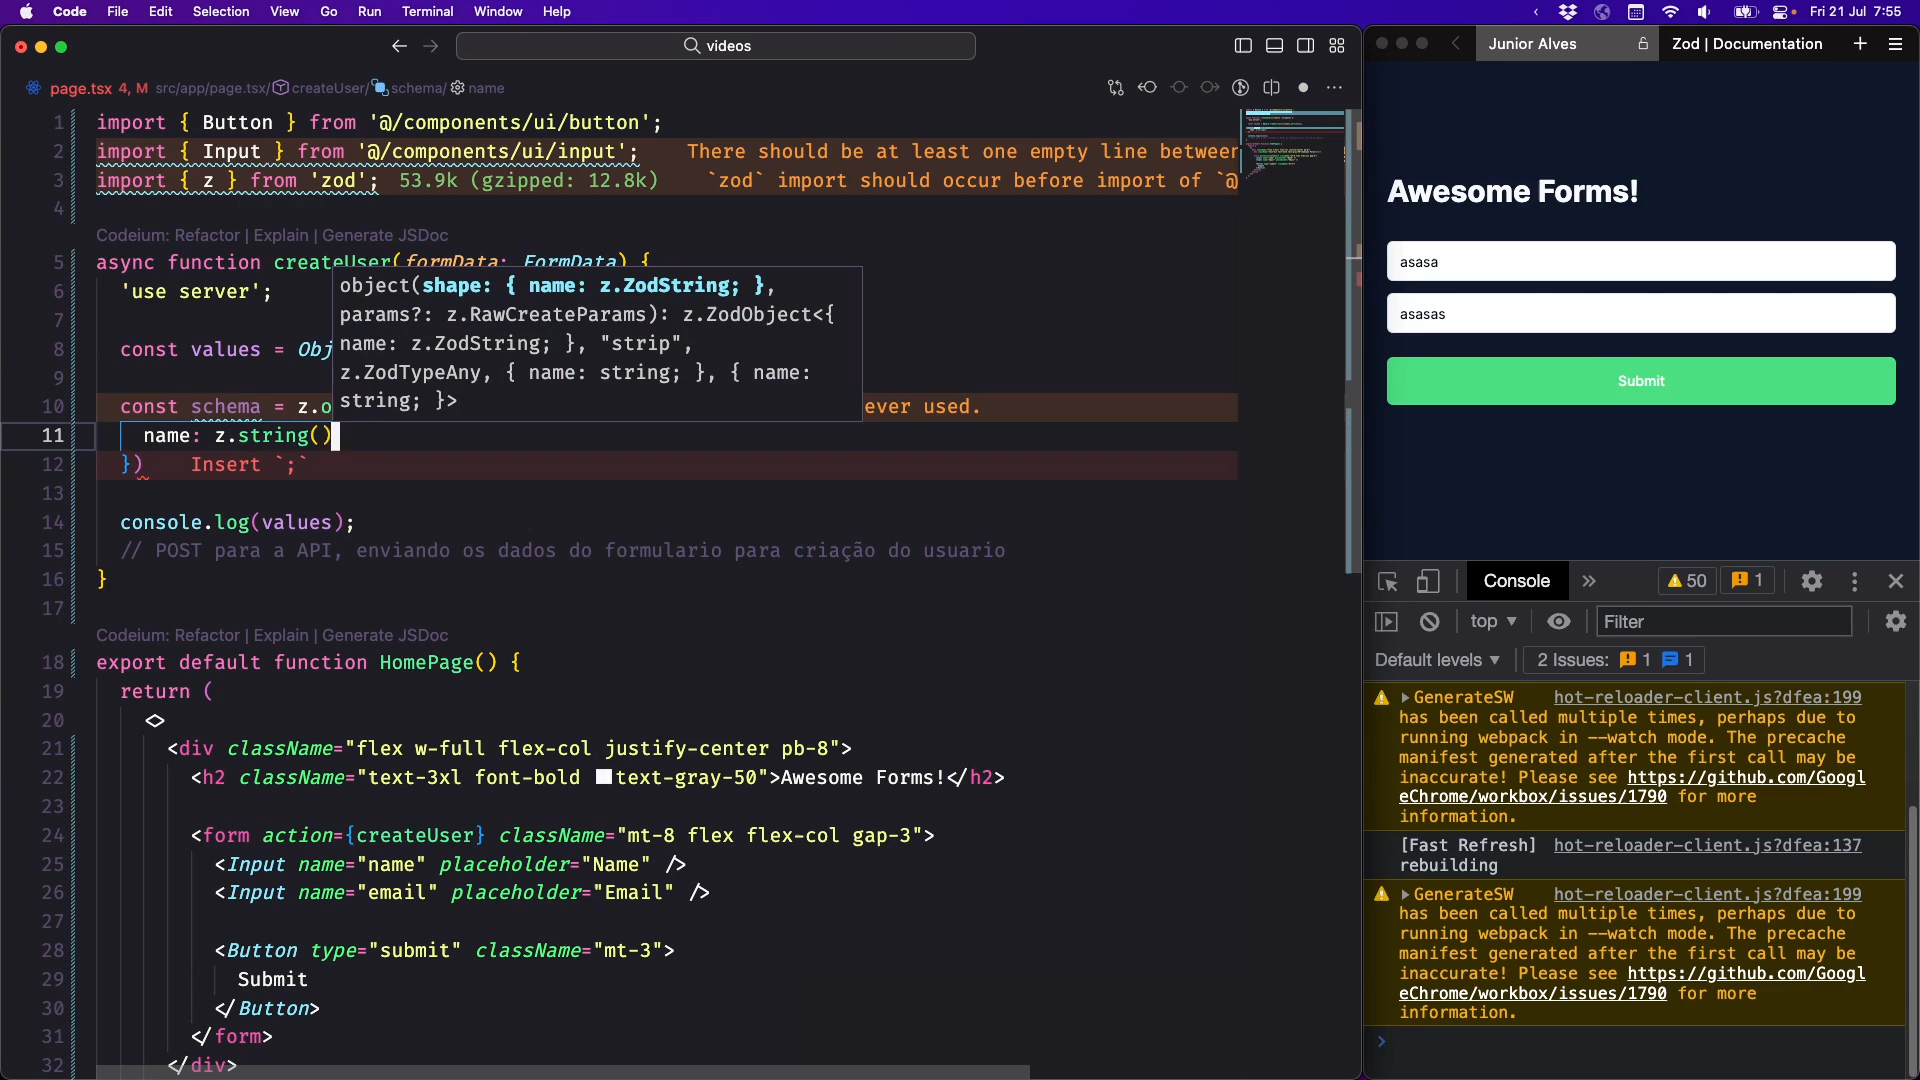 Code File Edit Selection View Go Run Terminal Window Help
Fri 21 Jul 7:55
videos
page.tsx 4, M src/app/page.tsx/ createUser/ schema/ name
1 import { Button } from '@/components/ui/button';
2 import { Input } from '@/components/ui/input'; There should be at least one empty line between
3 import { z } from 'zod'; 53.9k (gzipped: 12.8k) `zod` import should occur before import of `@
4
Codeium: Refactor | Explain | Generate JSDoc
5 async function createUser(formData: FormData) {
6 'use server';
7
8 const values = Obj
9
10 const schema = z.o ever used.
11 name: z.string()
12 }) Insert `;`
13
14 console.log(values);
15 // POST para a API, enviando os dados do formulario para criação do usuario
16 }
17
object(shape: { name: z.ZodString; },
params?: z.RawCreateParams): z.ZodObject<{
name: z.ZodString; }, "strip",
z.ZodTypeAny, { name: string; }, { name:
string; }>
Codeium: Refactor | Explain | Generate JSDoc
18 export default function HomePage() {
19 return (
20 <>
21 <div className="flex w-full flex-col justify-center pb-8">
22 <h2 className="text-3xl font-bold text-gray-50">Awesome Forms!</h2>
23
24 <form action={createUser} className="mt-8 flex flex-col gap-3">
25 <Input name="name" placeholder="Name" />
26 <Input name="email" placeholder="Email" />
27
28 <Button type="submit" className="mt-3">
29 Submit
30 </Button>
31 </form>
32 </div>
Junior Alves
Zod | Documentation
Awesome Forms!
asasa
asasas
Submit
Console 50 1
top Filter
Default levels 2 Issues: 1 1
GenerateSW hot-reloader-client.js?dfea:199
has been called multiple times, perhaps due to
running webpack in --watch mode. The precache
manifest generated after the first call may be
inaccurate! Please see https://github.com/Googl
eChrome/workbox/issues/1790 for more
information.
[Fast Refresh] hot-reloader-client.js?dfea:137
rebuilding
GenerateSW hot-reloader-client.js?dfea:199
has been called multiple times, perhaps due to
running webpack in --watch mode. The precache
manifest generated after the first call may be
inaccurate! Please see https://github.com/Googl
eChrome/workbox/issues/1790 for more
information.